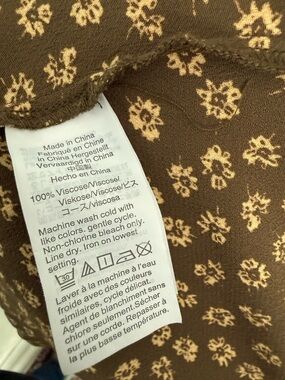 Made in China
Fabriqué en Chine
In China Hergestellt
Vervaardigd in China
中国製
Hecho en China
100% Viscose/Viscose/
Viskose/Viscose/ビス
コース/viscosa
Machine wash cold with
like colors, gentle cycle.
Non-chlorine bleach only.
Line dry. Iron on lowest
setting.
Laver à la machine à l'eau
froide avec des couleurs
similaires, cycle délicat.
Agent de blanchiment sans
chlore seulement. Sécher
sur une corde. Repasser à
la plus basse température.